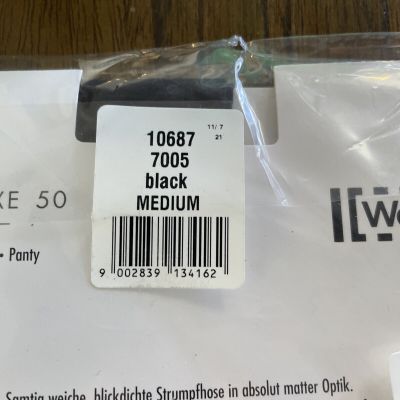 11/ 7
21
10687
7005
black
MEDIUM
9 002839 134162
XE 50
• Panty
Samtig weiche, blickdichte Strumpfhose in absolut matter Optik.